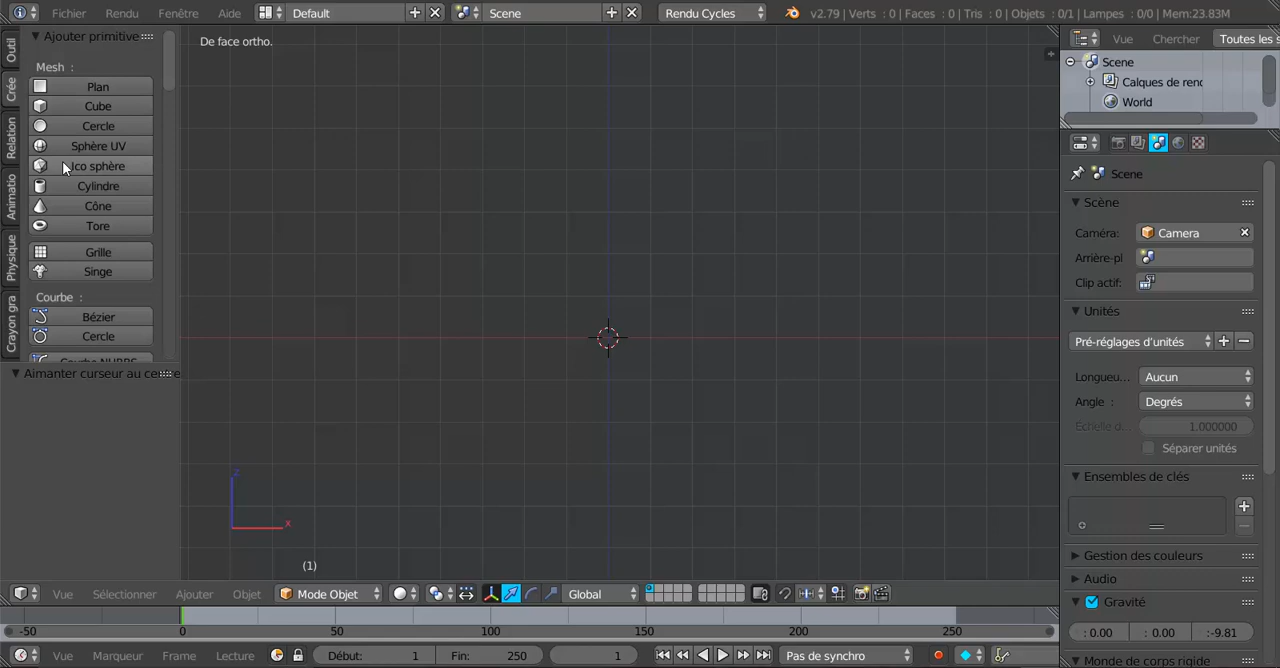 Fichier Rendu Fenêtre Aide Default Scene Rendu Cycles v2.79 | Verts : 0 | Faces : 0 | Tris : 0 | Objets : 0/1 | Lampes : 0/0 | Mem:23.83M
Ajouter primitive
De face ortho.
Vue Chercher Toutes les s
Outil
Crée
Relation
Animatio
Physique
Crayon gra
Mesh :
Plan
Cube
Cercle
Sphère UV
Ico sphère
Cylindre
Cône
Tore
Grille
Singe
Courbe :
Bézier
Cercle
Courbe NURBS
Aimanter curseur au ce
z
x
(1)
Scene
Calques de rend
World
Scene
Scène
Caméra: Camera
Arrière-pl
Clip actif:
Unités
Pré-réglages d'unités
Longueu... Aucun
Angle : Degrés
Échelle d... 1.000000
Séparer unités
Ensembles de clés
Gestion des couleurs
Audio
Gravité
: 0.00 : 0.00 :-9.81
Monde de corps rigide
Vue Sélectionner Ajouter Objet Mode Objet Global
-50 0 50 100 150 200 250
Vue Marqueur Frame Lecture Début: 1 Fin: 250 1 Pas de synchro